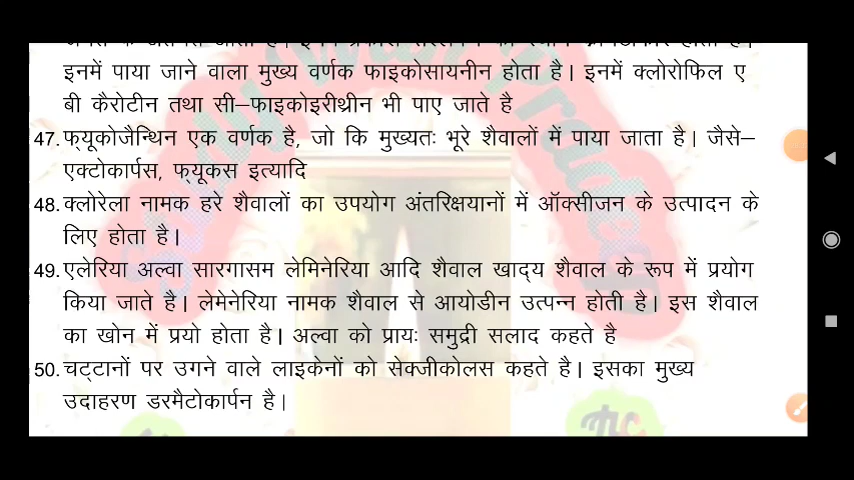 इनमें पाया जाने वाला मुख्य वर्णक फाइकोसायनीन होता है। इनमें क्लोरोफिल ए
बी कैरोटीन तथा सी–फाइकोइरीथ्रीन भी पाए जाते है
47. फ्यूकोजैन्थिन एक वर्णक है, जो कि मुख्यतः भूरे शैवालों में पाया जाता है। जैसे–
एक्टोकार्पस, फ्यूकस इत्यादि
48. क्लोरेला नामक हरे शैवालों का उपयोग अंतरिक्षयानों में ऑक्सीजन के उत्पादन के
लिए होता है।
49. एलेरिया अल्वा सारगासम लेमिनेरिया आदि शैवाल खाद्य शैवाल के रूप में प्रयोग
किया जाते है। लेमेनेरिया नामक शैवाल से आयोडीन उत्पन्न होती है। इस शैवाल
का खोन में प्रयो होता है। अल्वा को प्रायः समुद्री सलाद कहते है
50. चट्टानों पर उगने वाले लाइकेनों को सेक्जीकोलस कहते है। इसका मुख्य
उदाहरण डरमैटोकार्पन है।